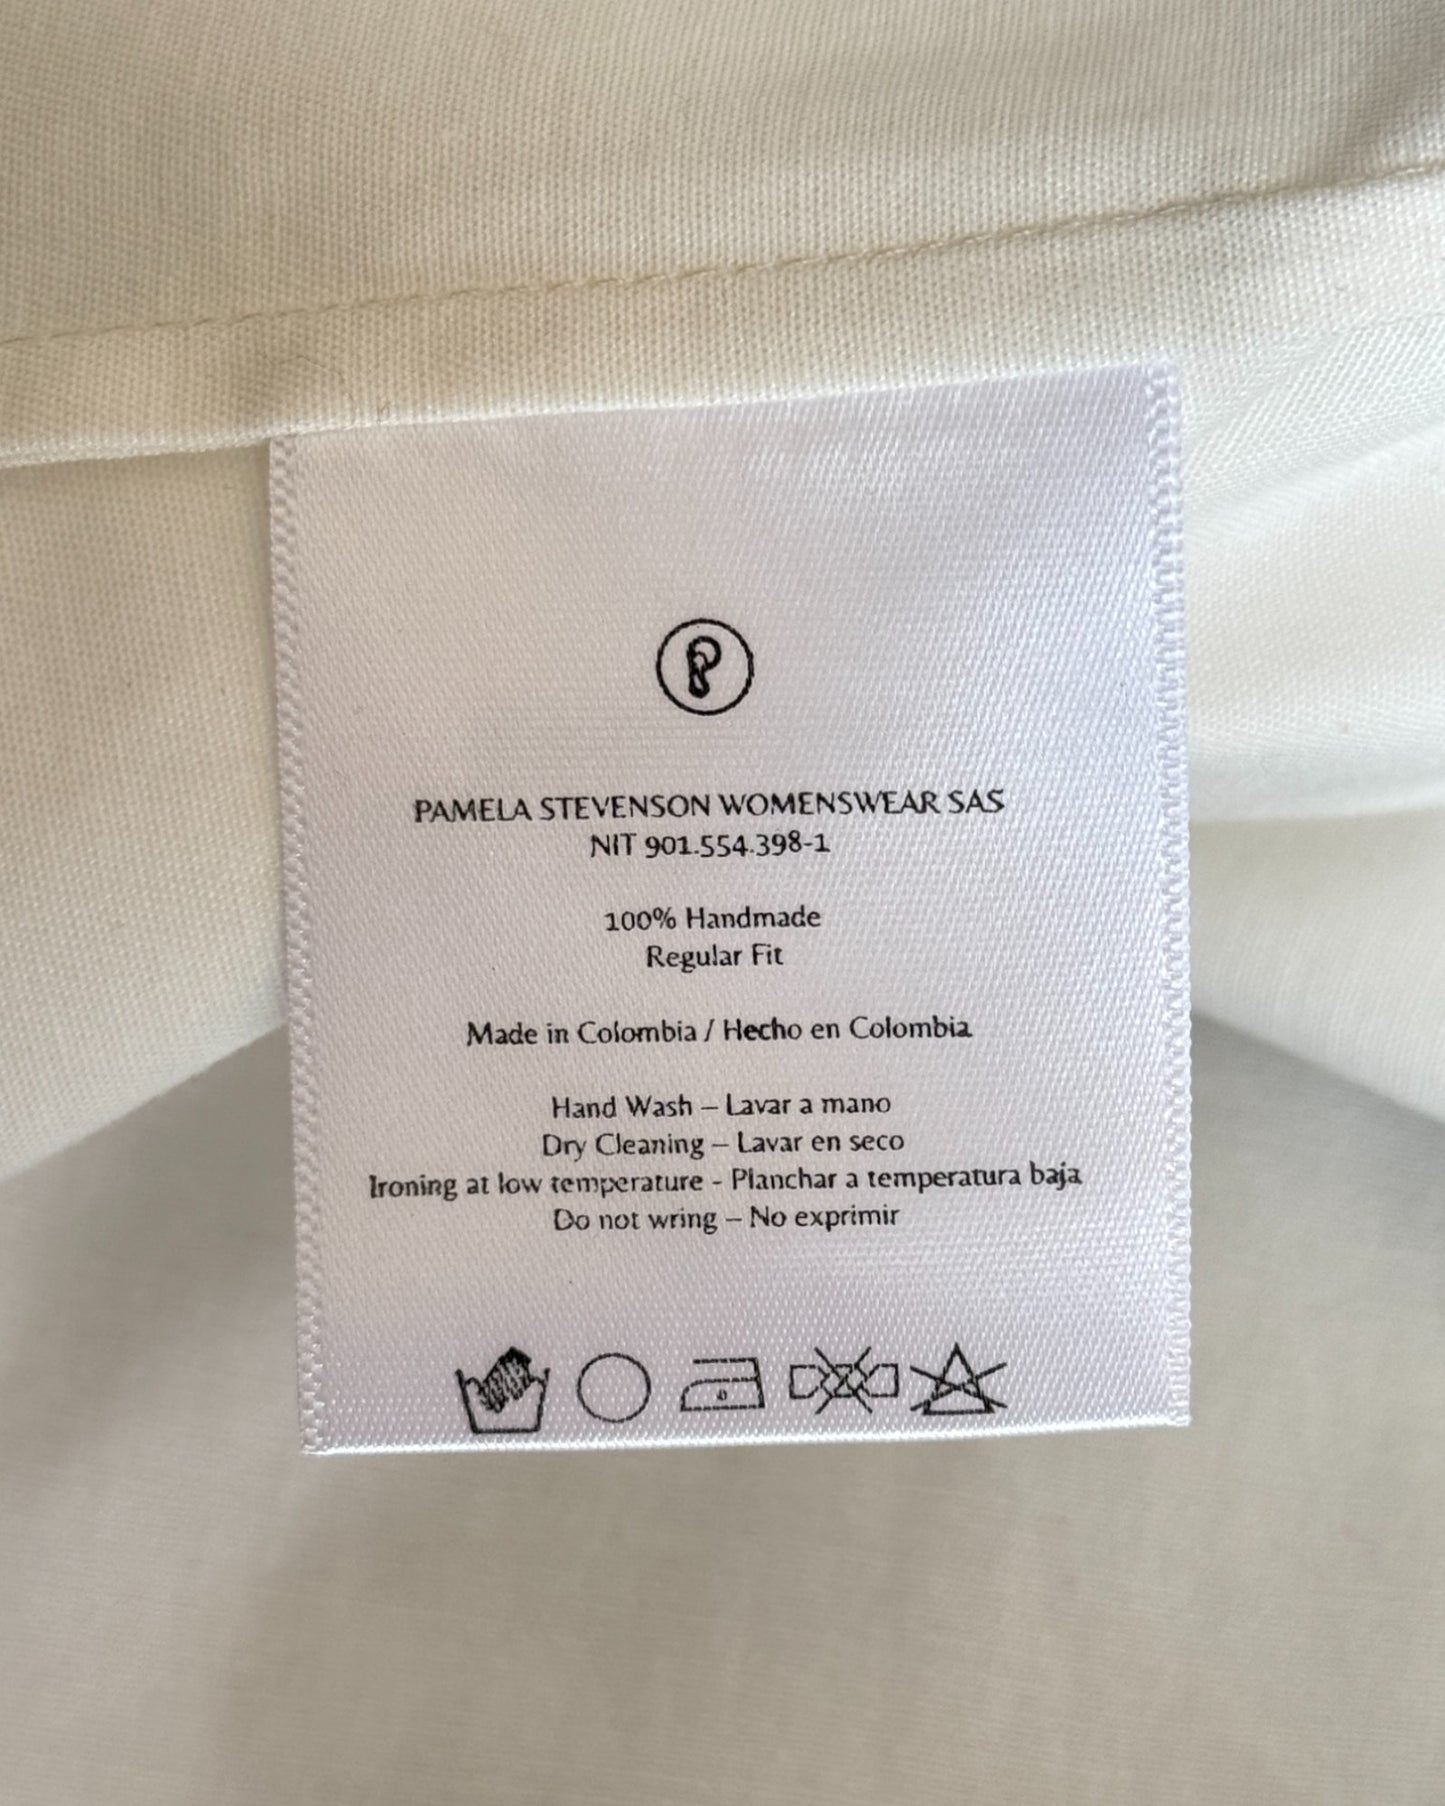 P
PAMELA STEVENSON WOMENSWEAR SAS
NIT 901.554.398-1
100% Handmade
Regular Fit
Made in Colombia / Hecho en Colombia
Hand Wash – Lavar a mano
Dry Cleaning – Lavar en seco
Ironing at low temperature - Planchar a temperatura baja
Do not wring – No exprimir